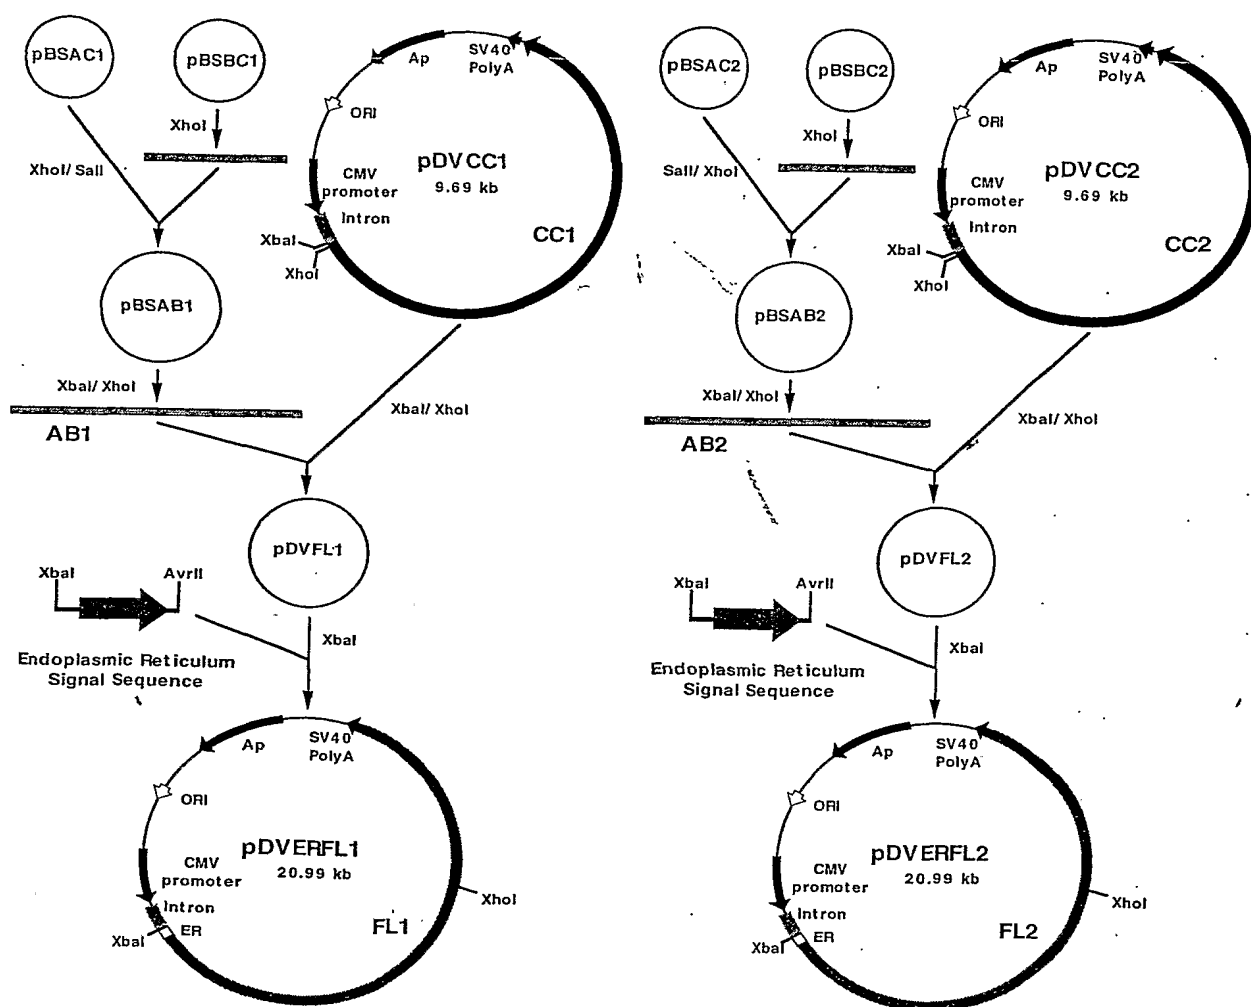 pBSAC1
pBSBC1
XhoI
XhoI/ SalI
Ap
SV40
PolyA
ORI
pDVCC1
9.69 kb
CMV
promoter
Intron
XbaI
XhoI
CC1
pBSAB1
XbaI/ XhoI
AB1
XbaI/ XhoI
pDVFL1
XbaI
AvrII
XbaI
Endoplasmic Reticulum
Signal Sequence
Ap
SV40
PolyA
ORI
pDVERFL1
20.99 kb
CMV
promoter
Intron
XbaI
ER
FL1
XhoI
pBSAC2
pBSBC2
XhoI
SalI/ XhoI
Ap
SV40
PolyA
ORI
pDVCC2
9.69 kb
CMV
promoter
Intron
XbaI
XhoI
CC2
pBSAB2
XbaI/ XhoI
AB2
XbaI/ XhoI
pDVFL2
XbaI
AvrII
XbaI
Endoplasmic Reticulum
Signal Sequence
Ap
SV40
PolyA
ORI
pDVERFL2
20.99 kb
CMV
promoter
Intron
XbaI
ER
FL2
XhoI